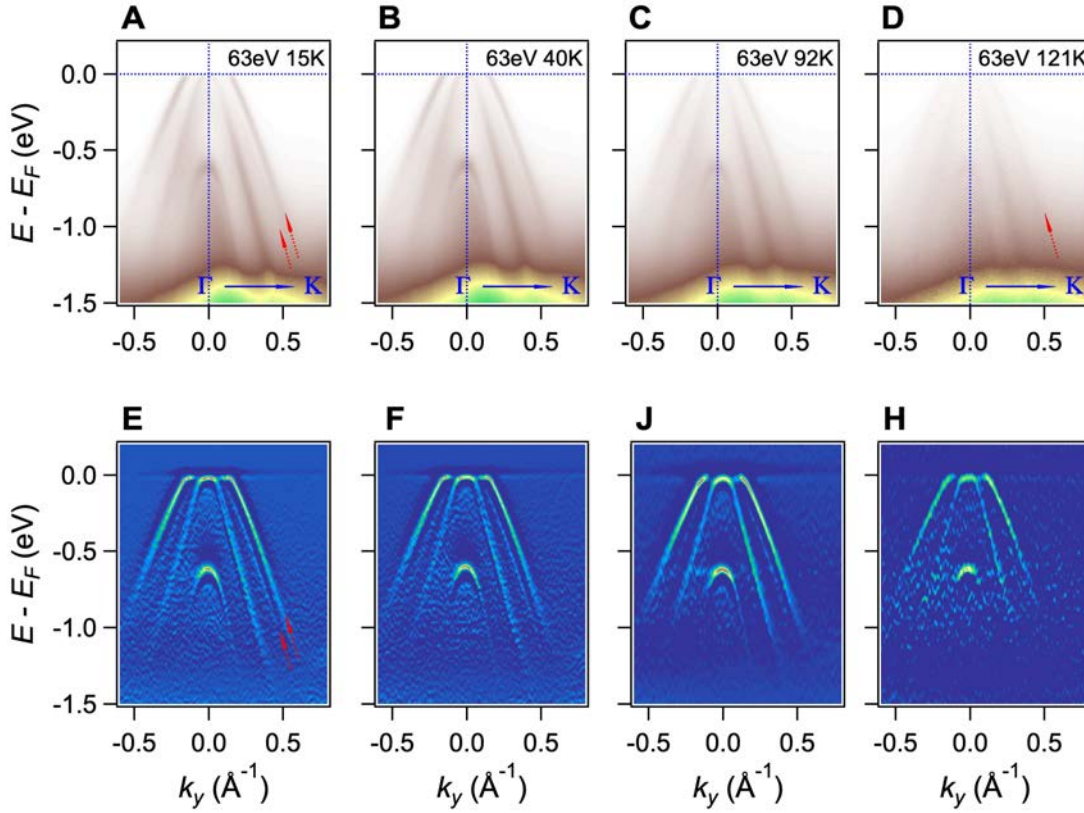 A B C D
63eV 15K 63eV 40K 63eV 92K 63eV 121K
E - E_F (eV)
0.0
-0.5
-1.0
-1.5
Γ K Γ K Γ K Γ K
-0.5 0.0 0.5 -0.5 0.0 0.5 -0.5 0.0 0.5 -0.5 0.0 0.5
E F J H
E - E_F (eV)
0.0
-0.5
-1.0
-1.5
-0.5 0.0 0.5 -0.5 0.0 0.5 -0.5 0.0 0.5 -0.5 0.0 0.5
k_y (Å⁻¹) k_y (Å⁻¹) k_y (Å⁻¹) k_y (Å⁻¹)